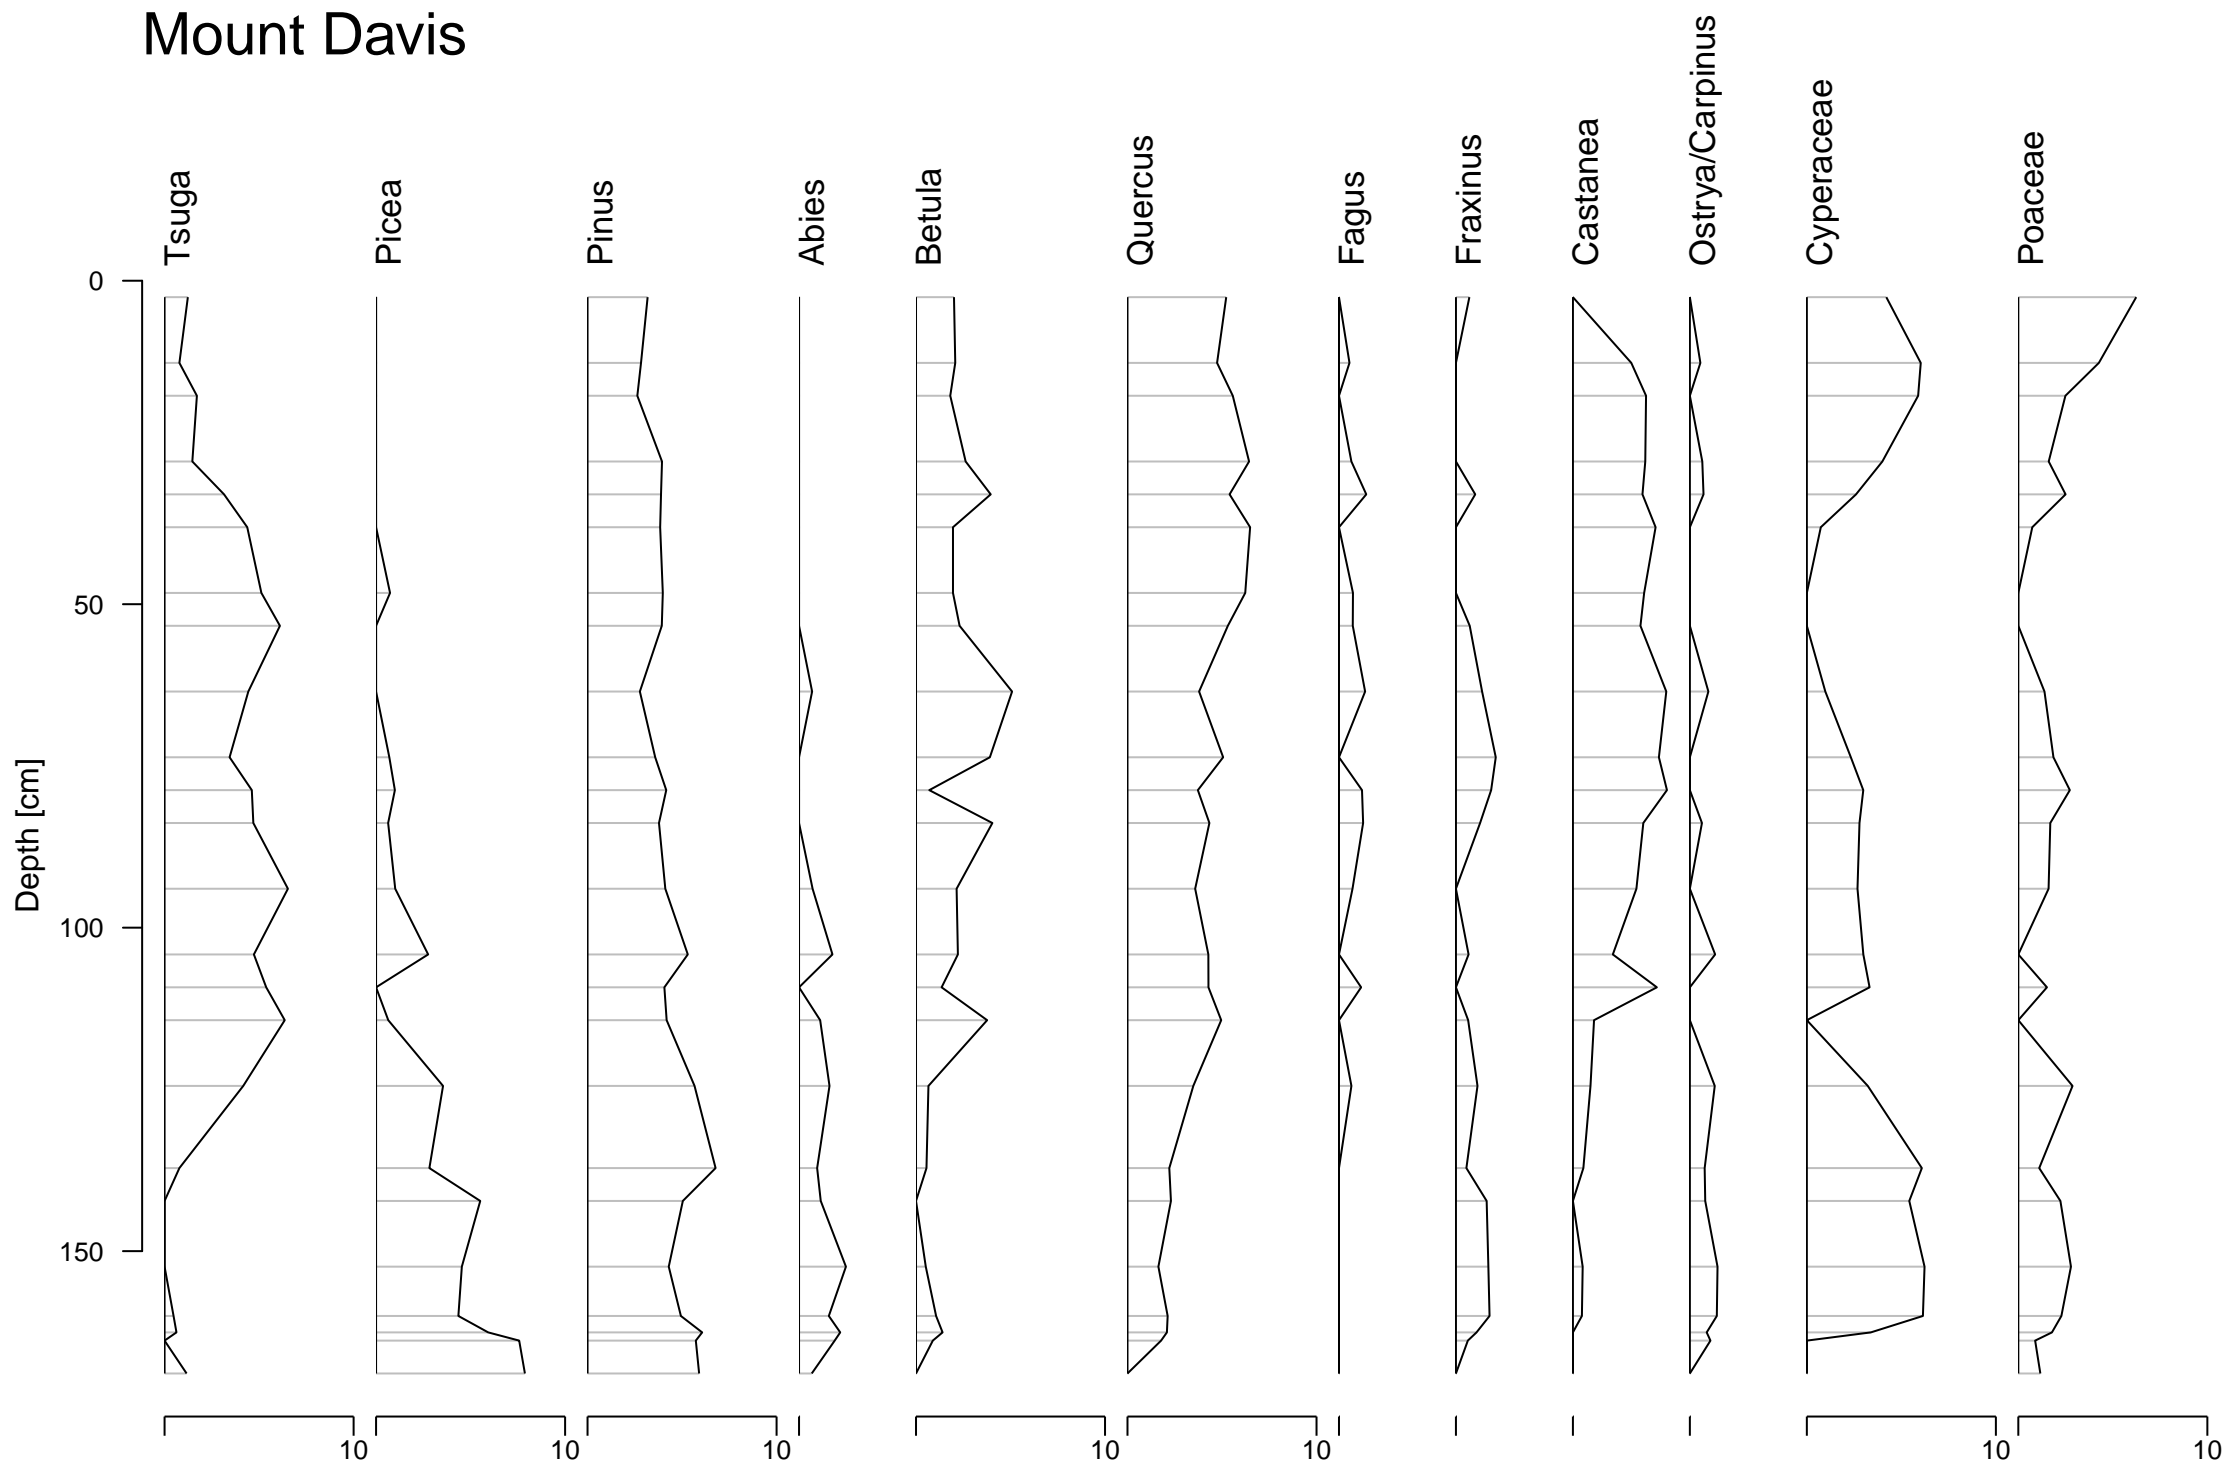 Mount Davis
Tsuga
Picea
Pinus
Abies
Betula
Quercus
Fagus
Fraxinus
Castanea
Ostrya/Carpinus
Cyperaceae
Poaceae
0
50
100
150
Depth [cm]
10 10 10 10 10 10 10